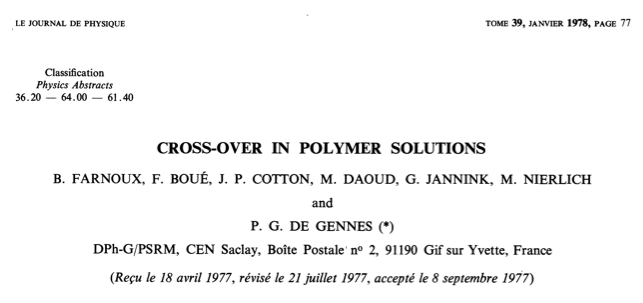 LE JOURNAL DE PHYSIQUE
TOME 39, JANVIER 1978, PAGE 77
Classification
Physics Abstracts
36.20 — 64.00 — 61.40
CROSS-OVER IN POLYMER SOLUTIONS
B. FARNOUX, F. BOUÉ, J. P. COTTON, M. DAOUD, G. JANNINK, M. NIERLICH
and
P. G. DE GENNES (*)
DPh-G/PSRM, CEN Saclay, Boîte Postale nº 2, 91190 Gif sur Yvette, France
(Reçu le 18 avril 1977, révisé le 21 juillet 1977, accepté le 8 septembre 1977)